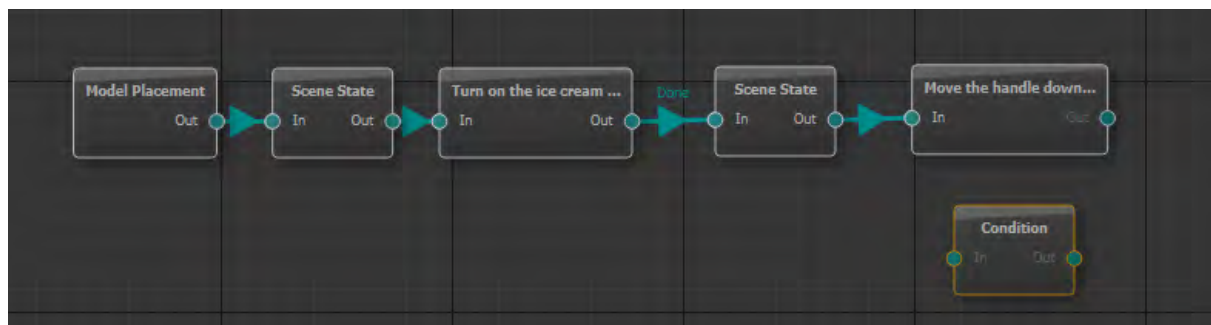 Model Placement
Out
Scene State
In Out
Turn on the ice cream ...
In Out
Done
Scene State
In Out
Move the handle down...
In Out
Condition
In Out